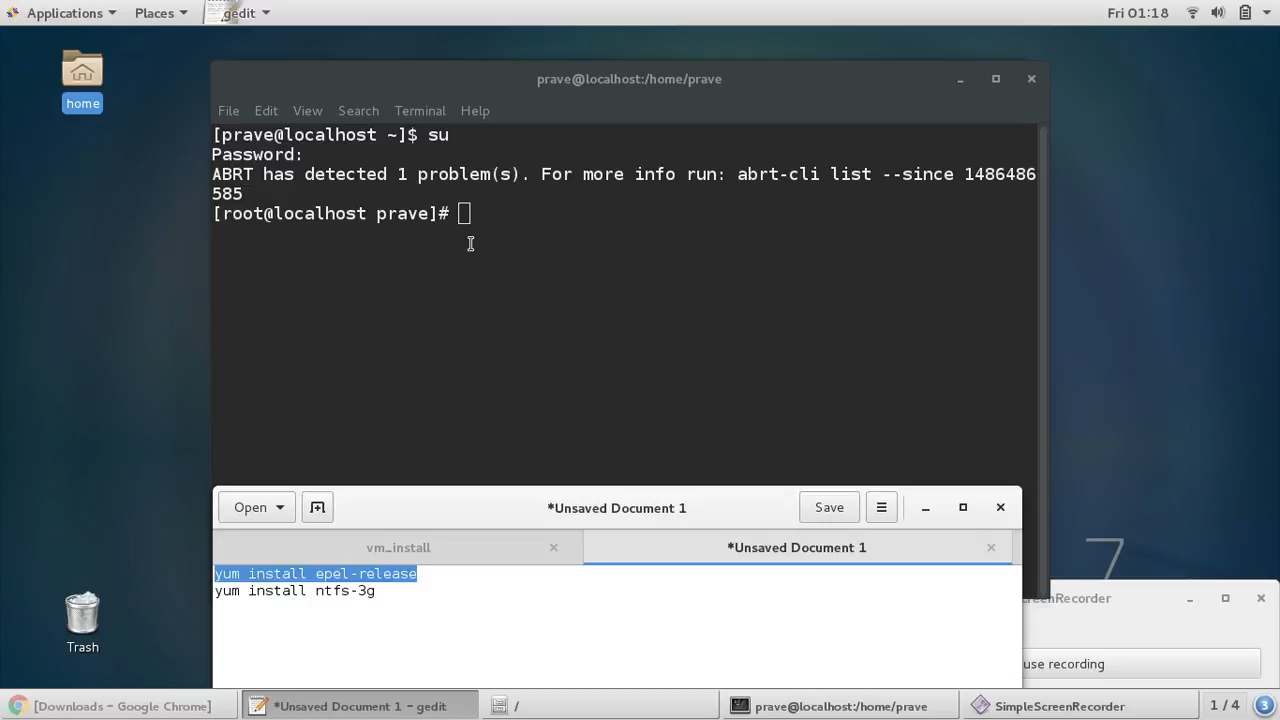 Applications
Places
gedit
Fri 01:18
home
prave@localhost:/home/prave
File Edit View Search Terminal Help
[prave@localhost ~]$ su
Password:
ABRT has detected 1 problem(s). For more info run: abrt-cli list --since 1486486
585
[root@localhost prave]#
Open
*Unsaved Document 1
Save
vm_install
*Unsaved Document 1
yum install epel-release
yum install ntfs-3g
7
reenRecorder
use recording
Trash
[Downloads - Google Chrome]
*Unsaved Document 1 - gedit
/
prave@localhost:/home/prave
SimpleScreenRecorder
1 / 4
3